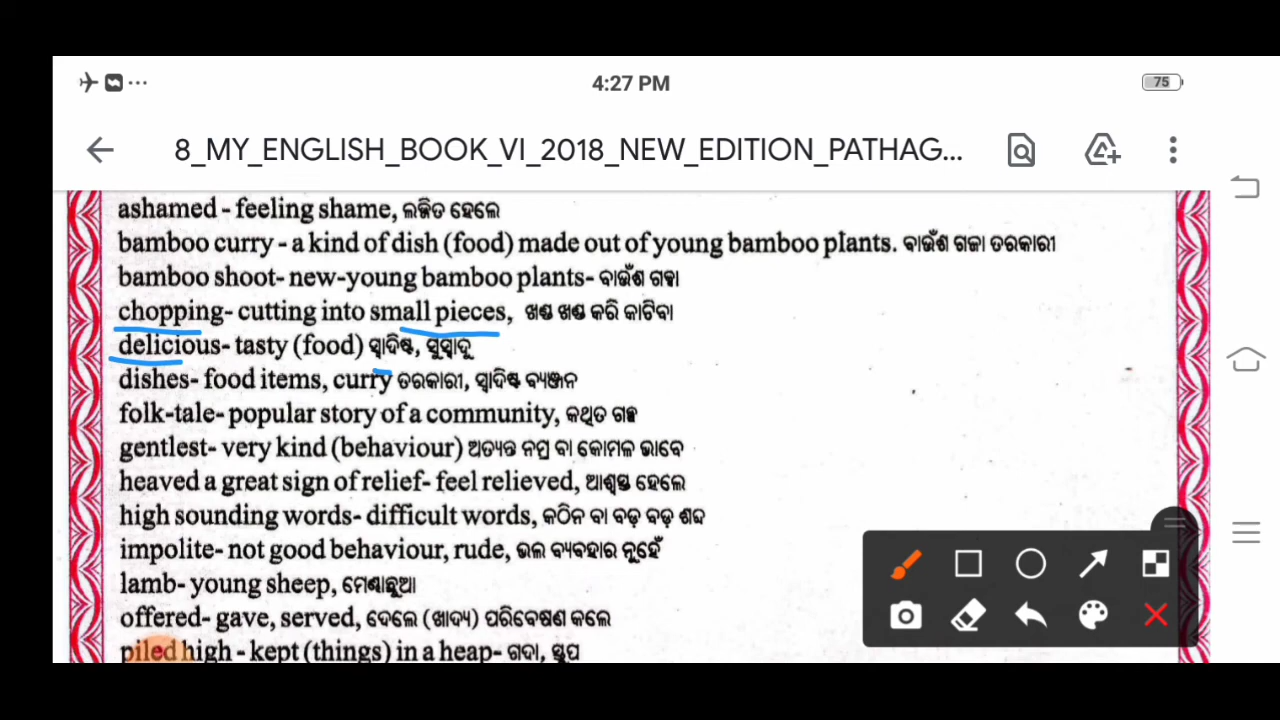 4:27 PM
75
8_MY_ENGLISH_BOOK_VI_2018_NEW_EDITION_PATHAG...
ashamed - feeling shame, ଲଜ୍ଜିତ ହେଲେ
bamboo curry - a kind of dish (food) made out of young bamboo plants. ବାଉଁଶ ଗଜା ତରକାରୀ
bamboo shoot- new-young bamboo plants- ବାଉଁଶ ଗଜା
chopping- cutting into small pieces, ଖଣ୍ଡ ଖଣ୍ଡ କରି କାଟିବା
delicious- tasty (food) ସ୍ୱାଦିଷ୍ଟ, ସୁସ୍ୱାଦୁ
dishes- food items, curry ତରକାରୀ, ସ୍ୱାଦିଷ୍ଟ ବ୍ୟଞ୍ଜନ
folk-tale- popular story of a community, କଥିତ ଗଳ୍ପ
gentlest- very kind (behaviour) ଅତ୍ୟନ୍ତ ନମ୍ର ବା କୋମଳ ଭାବେ
heaved a great sign of relief- feel relieved, ଆଶ୍ୱସ୍ତ ହେଲେ
high sounding words- difficult words, କଠିନ ବା ବଡ଼ ବଡ଼ ଶବ୍ଦ
impolite- not good behaviour, rude, ଭଲ ବ୍ୟବହାର ନୁହେଁ
lamb- young sheep, ମେଣ୍ଢାଛୁଆ
offered- gave, served, ଦେଲେ (ଖାଦ୍ୟ) ପରିବେଷଣ କଲେ
piled high - kept (things) in a heap- ଗଦା, ସ୍ତୁପ